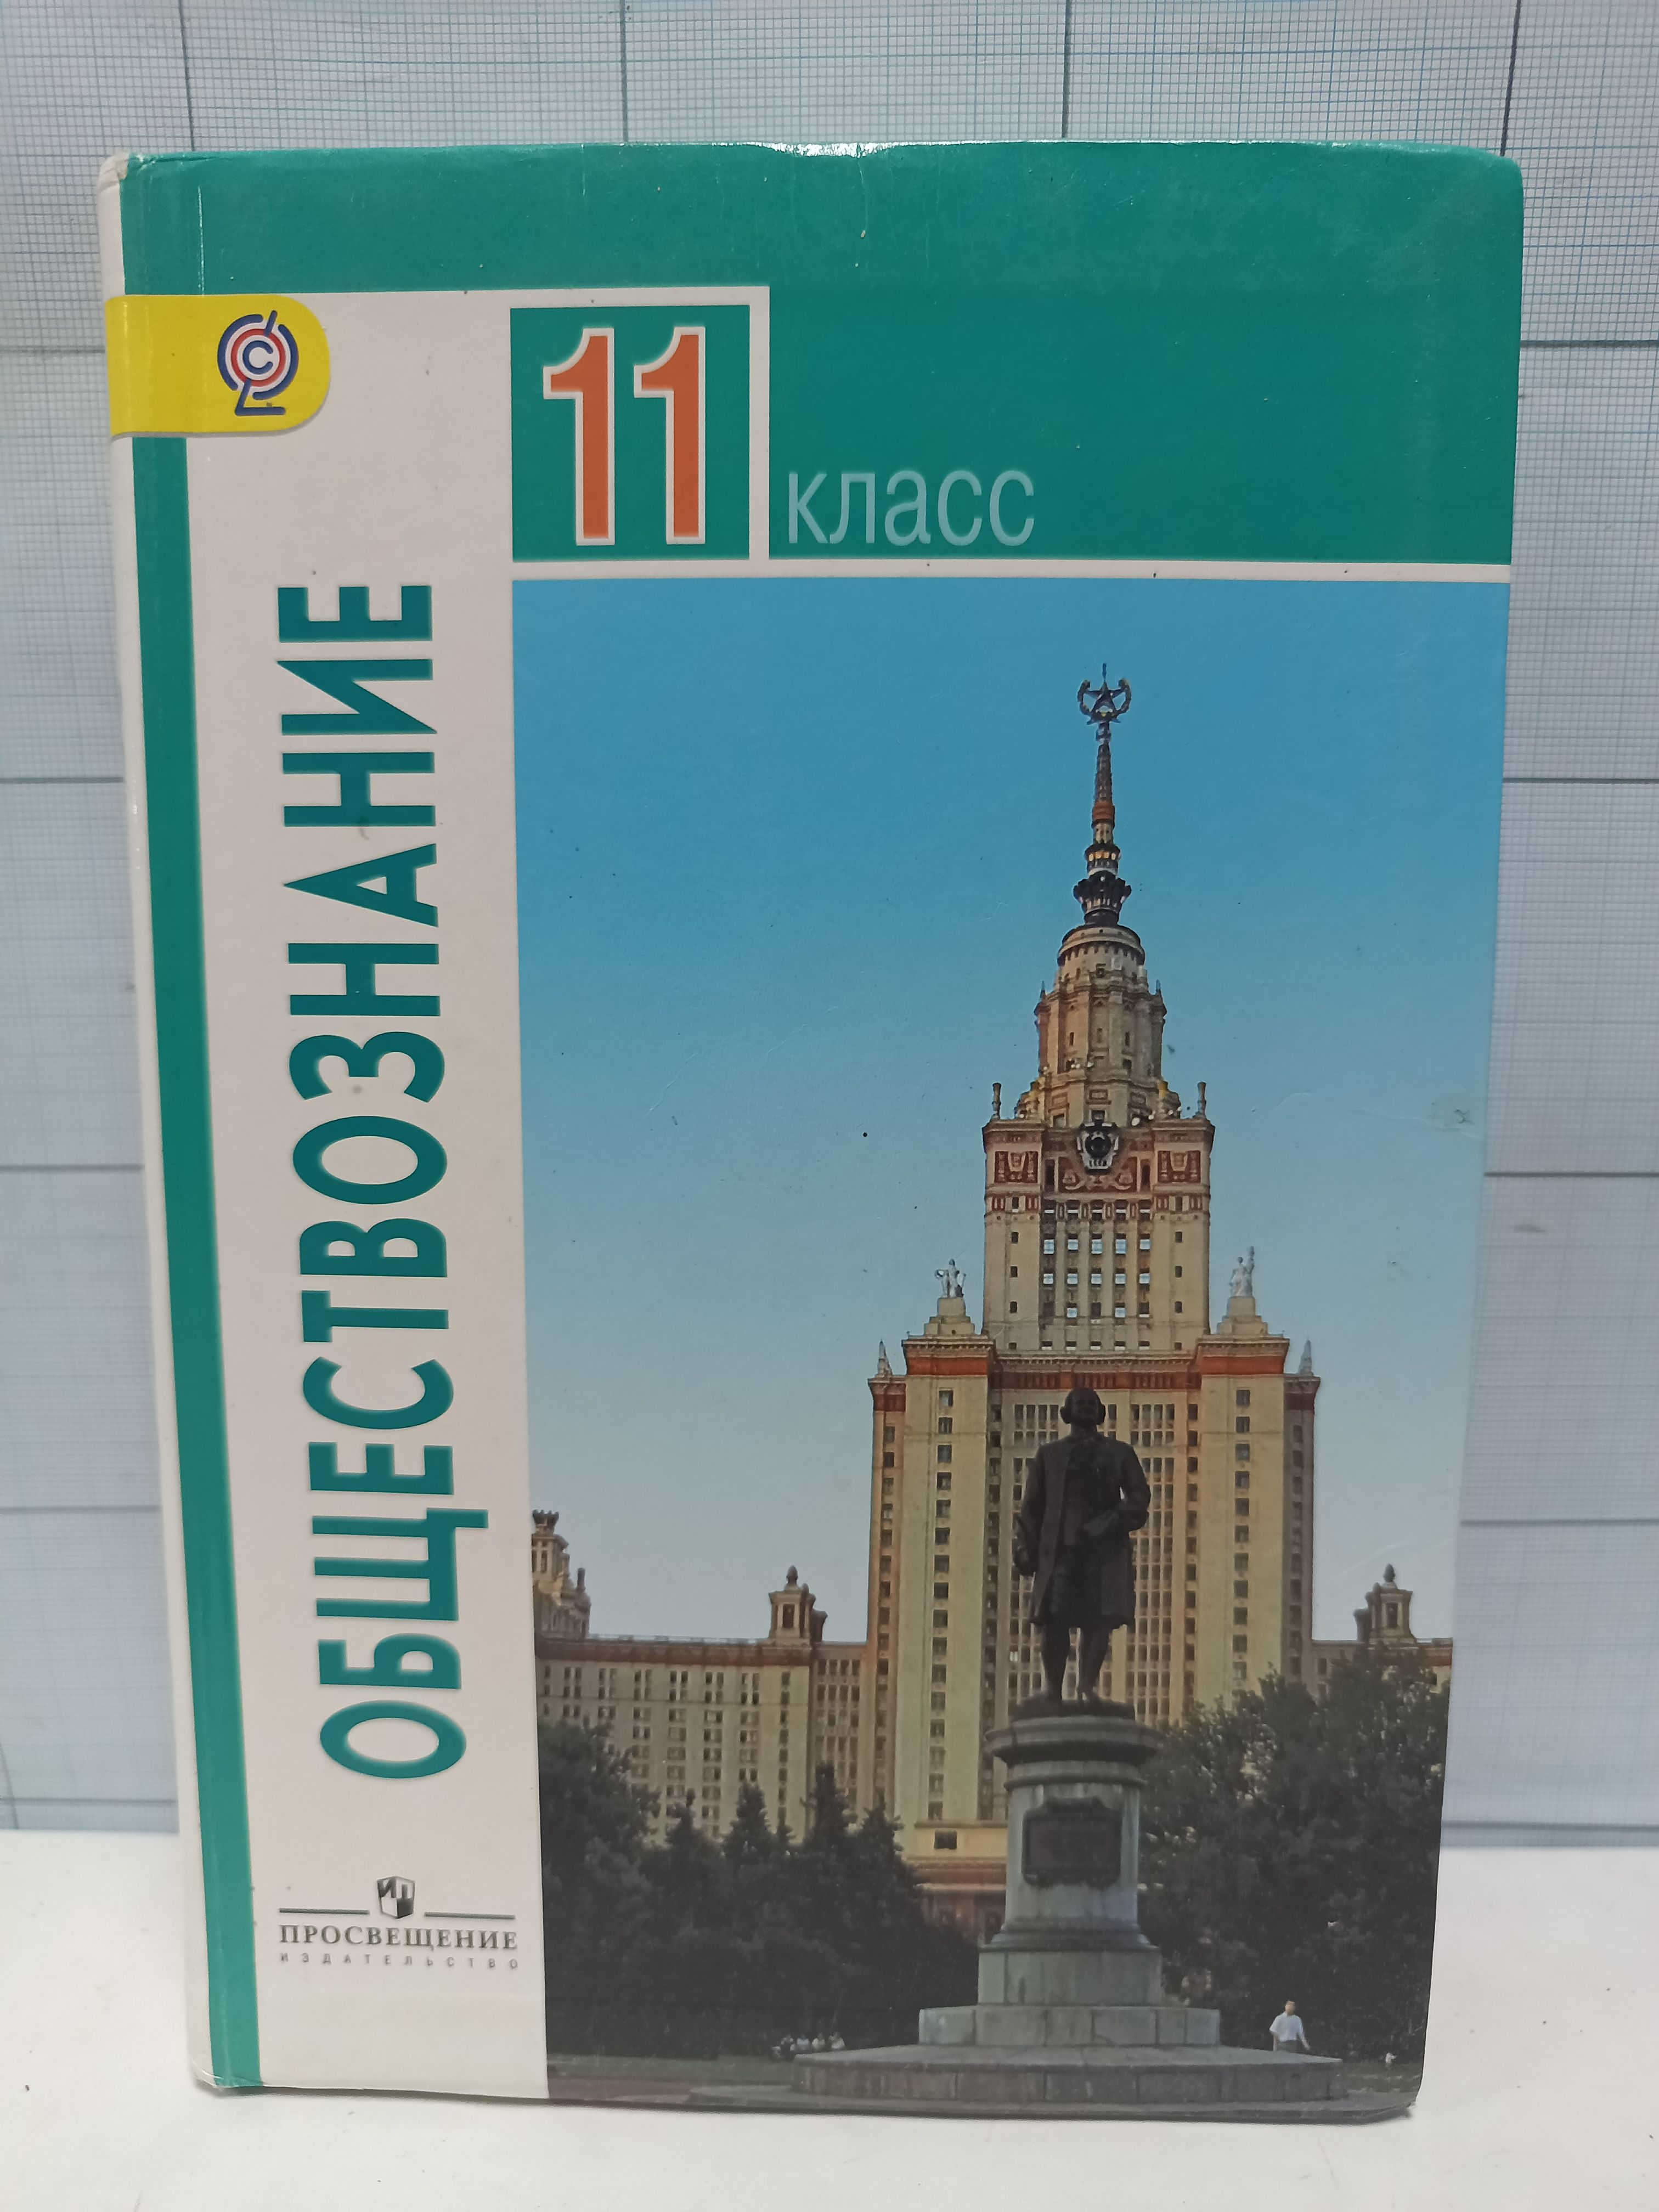 11
класс
ОБЩЕСТВОЗНАНИЕ
ПРОСВЕЩЕНИЕ
ИЗДАТЕЛЬСТВО